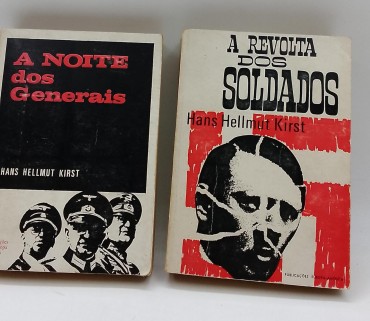 A NOITE
dos
Generais
HANS HELLMUT KIRST
A REVOLTA
DOS
SOLDADOS
Hans Hellmut Kirst